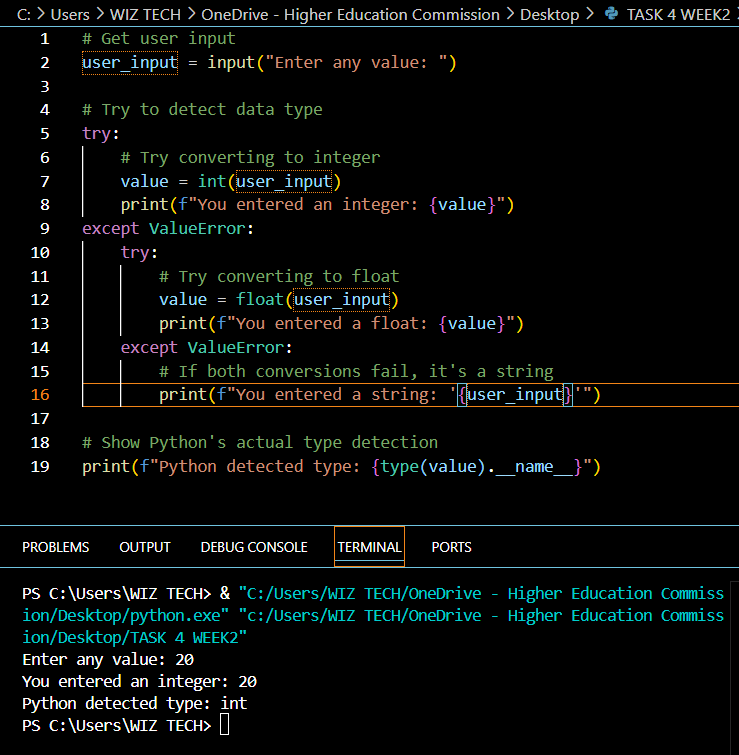 C: > Users > WIZ TECH > OneDrive - Higher Education Commission > Desktop > TASK 4 WEEK2 >
1 # Get user input
2 user_input = input("Enter any value: ")
3
4 # Try to detect data type
5 try:
6     # Try converting to integer
7     value = int(user_input)
8     print(f"You entered an integer: {value}")
9 except ValueError:
10     try:
11         # Try converting to float
12         value = float(user_input)
13         print(f"You entered a float: {value}")
14     except ValueError:
15         # If both conversions fail, it's a string
16         print(f"You entered a string: '{user_input}'")
17
18 # Show Python's actual type detection
19 print(f"Python detected type: {type(value).__name__}")
PROBLEMS OUTPUT DEBUG CONSOLE TERMINAL PORTS
PS C:\Users\WIZ TECH> & "C:/Users/WIZ TECH/OneDrive - Higher Education Commiss
ion/Desktop/python.exe" "c:/Users/WIZ TECH/OneDrive - Higher Education Commiss
ion/Desktop/TASK 4 WEEK2"
Enter any value: 20
You entered an integer: 20
Python detected type: int
PS C:\Users\WIZ TECH>